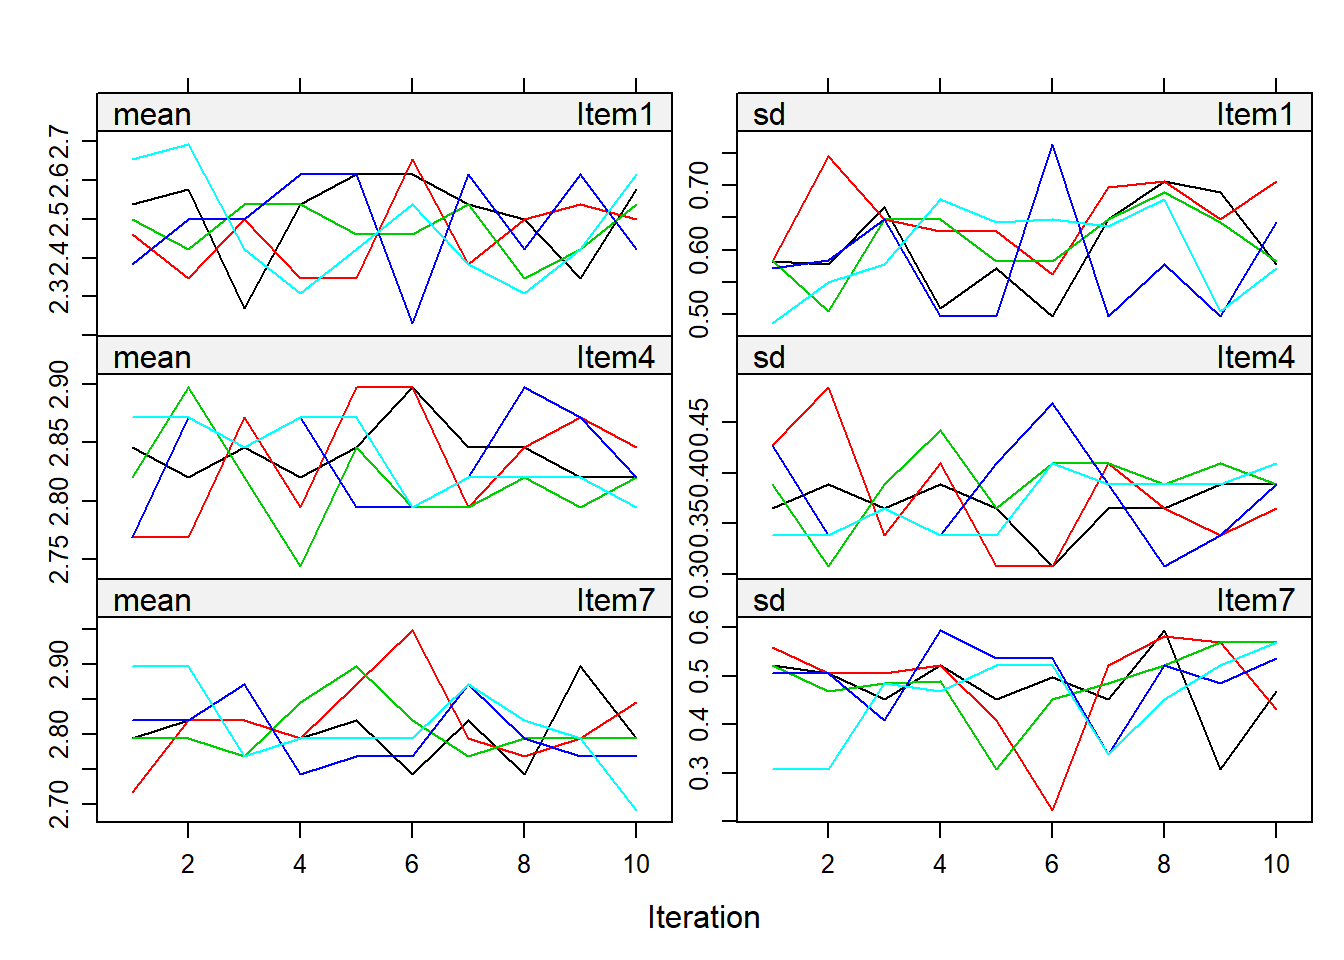 mean Item1
2.3 2.4 2.5 2.6 2.7
sd Item1
0.50 0.60 0.70
mean Item4
2.75 2.80 2.85 2.90
sd Item4
0.30 0.35 0.40 0.45
mean Item7
2.70 2.80 2.90
sd Item7
0.3 0.4 0.5 0.6
2 4 6 8 10
2 4 6 8 10
Iteration